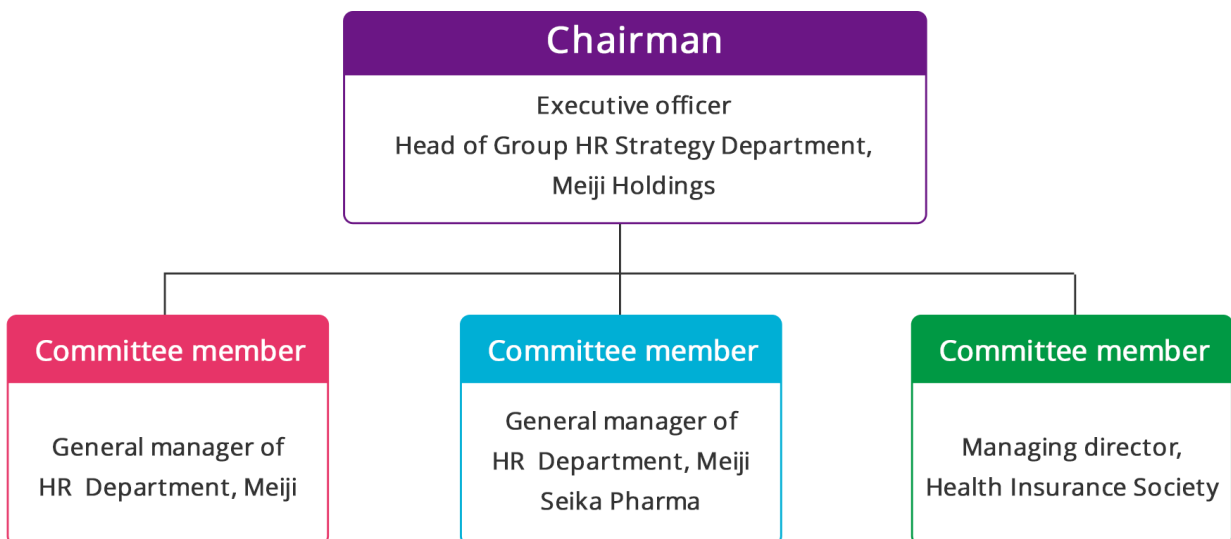 Chairman
Executive officer
Head of Group HR Strategy Department,
Meiji Holdings
Committee member
General manager of
HR Department, Meiji
Committee member
General manager of
HR Department, Meiji
Seika Pharma
Committee member
Managing director,
Health Insurance Society